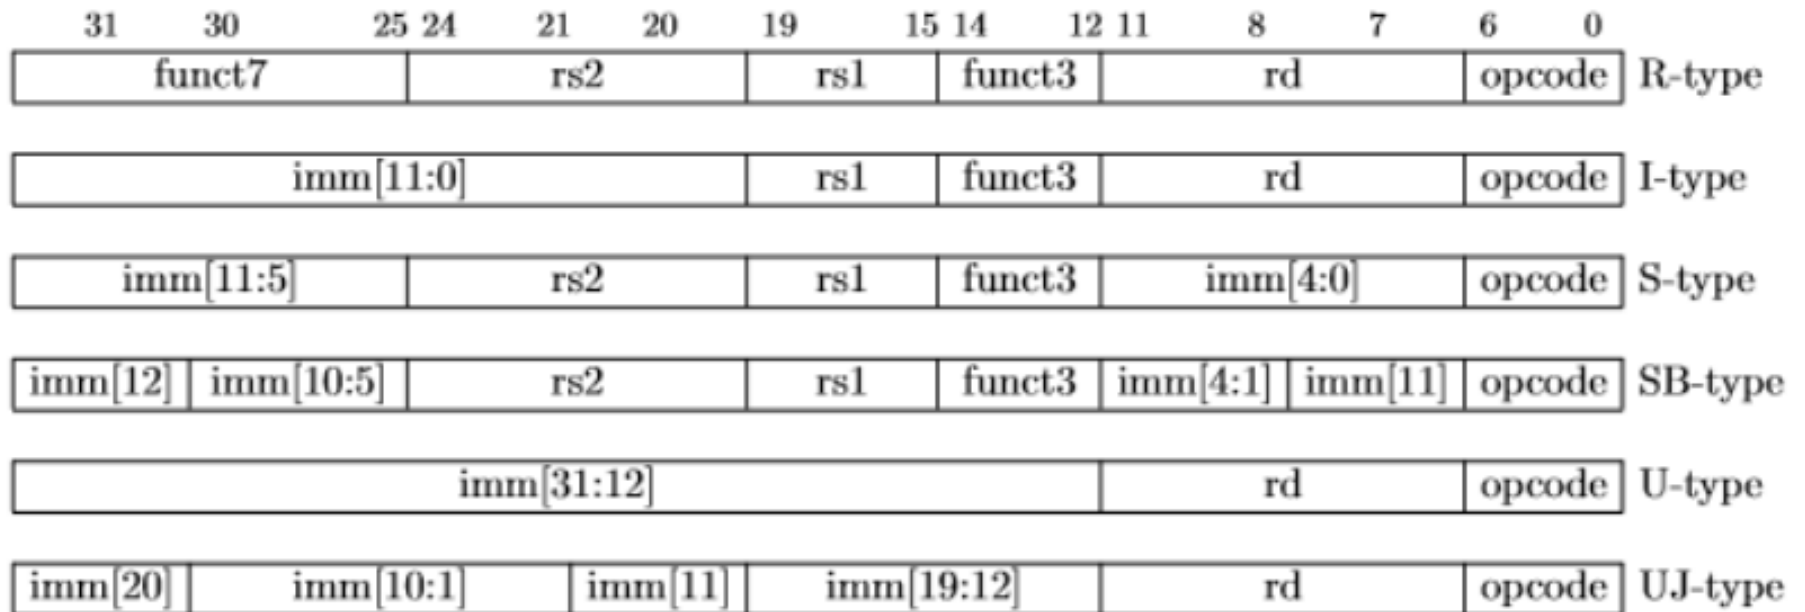 31 30 25 24 21 20 19 15 14 12 11 8 7 6 0
funct7 rs2 rs1 funct3 rd opcode R-type
imm[11:0] rs1 funct3 rd opcode I-type
imm[11:5] rs2 rs1 funct3 imm[4:0] opcode S-type
imm[12] imm[10:5] rs2 rs1 funct3 imm[4:1] imm[11] opcode SB-type
imm[31:12] rd opcode U-type
imm[20] imm[10:1] imm[11] imm[19:12] rd opcode UJ-type